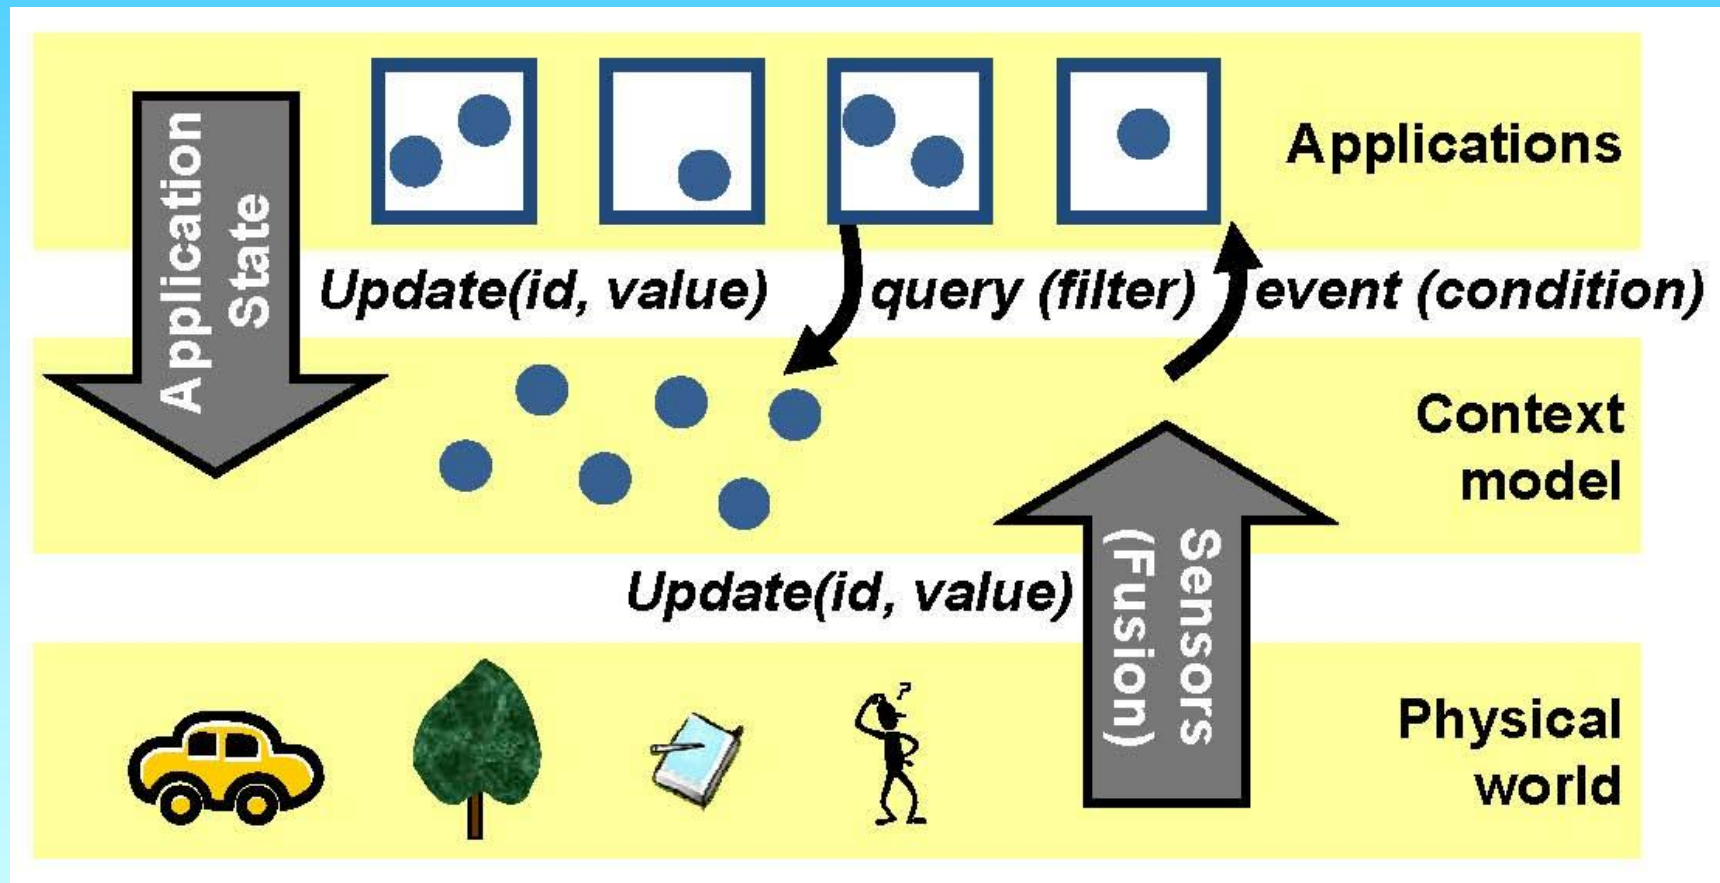 Application
State
Applications
Update(id, value)
query (filter)
event (condition)
Context
model
Update(id, value)
Sensors
(Fusion)
?
Physical
world